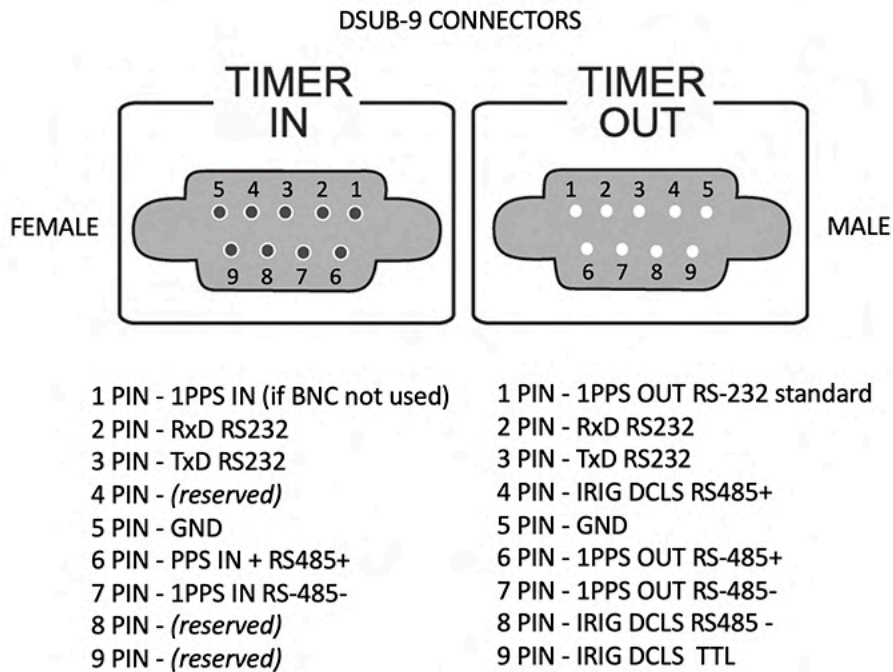 DSUB-9 CONNECTORS
TIMER
IN
5 4 3 2 1
9 8 7 6
FEMALE
TIMER
OUT
1 2 3 4 5
6 7 8 9
MALE
1 PIN - 1PPS IN (if BNC not used)
2 PIN - RxD RS232
3 PIN - TxD RS232
4 PIN - (reserved)
5 PIN - GND
6 PIN - PPS IN + RS485+
7 PIN - 1PPS IN RS-485-
8 PIN - (reserved)
9 PIN - (reserved)
1 PIN - 1PPS OUT RS-232 standard
2 PIN - RxD RS232
3 PIN - TxD RS232
4 PIN - IRIG DCLS RS485+
5 PIN - GND
6 PIN - 1PPS OUT RS-485+
7 PIN - 1PPS OUT RS-485-
8 PIN - IRIG DCLS RS485 -
9 PIN - IRIG DCLS TTL